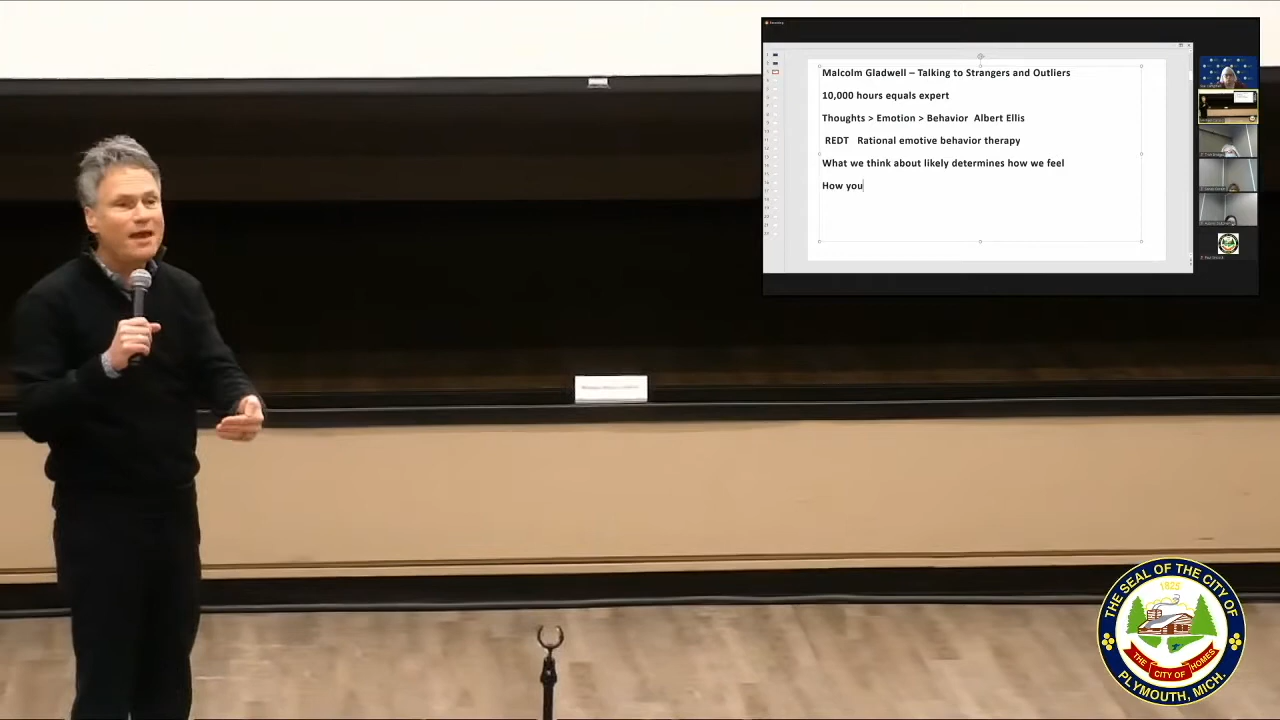 Malcolm Gladwell – Talking to Strangers and Outliers
10,000 hours equals expert
Thoughts > Emotion > Behavior Albert Ellis
REDT Rational emotive behavior therapy
What we think about likely determines how we feel
How you
THE SEAL OF THE CITY OF
1825
THE CITY OF HOMES
PLYMOUTH, MICH.